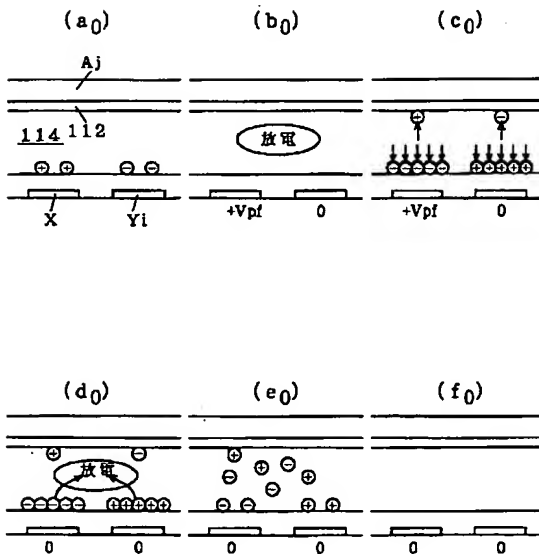 (a0) (b0) (c0)
Aj
114 112
放電
X Yi
+Vpf 0
+Vpf 0
(d0) (e0) (f0)
放電
0 0
0 0
0 0